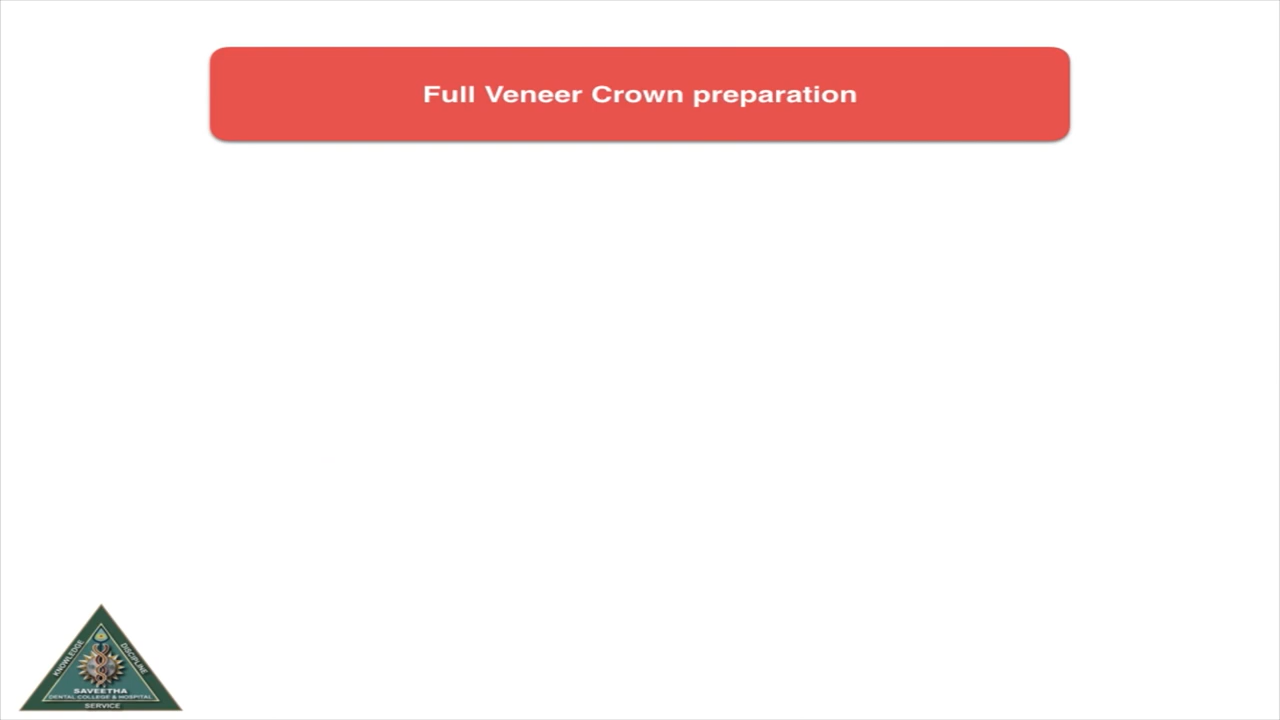 Full Veneer Crown preparation
KNOWLEDGE
DISCIPLINE
SAVEETHA
DENTAL COLLEGE & HOSPITAL
SERVICE